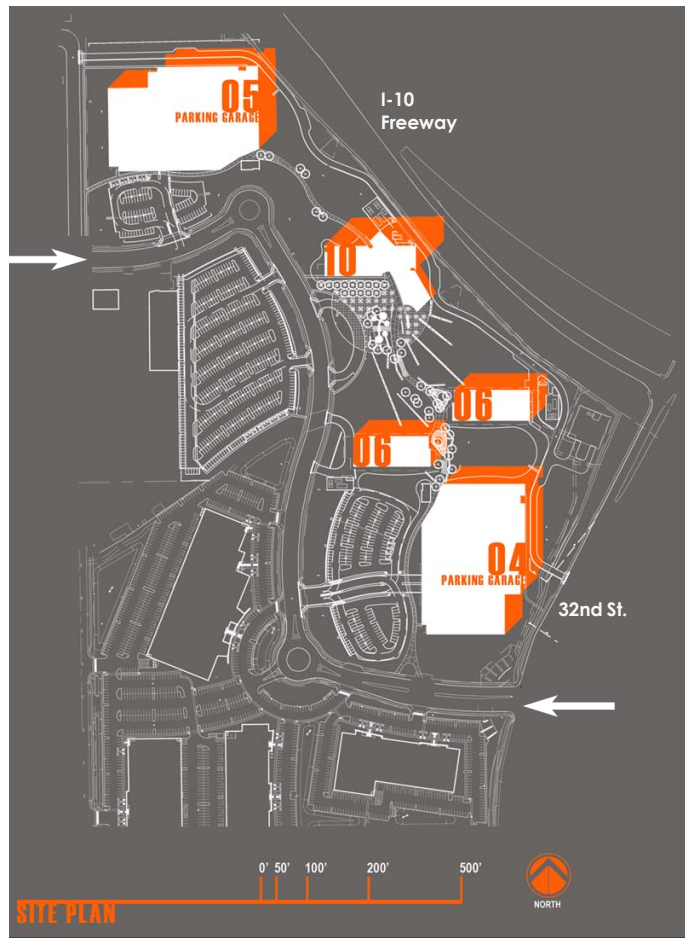 05
PARKING GARAGE
I-10
Freeway
10
06
06
04
PARKING GARAGE
32nd St.
0' 50' 100' 200' 500'
SITE PLAN
NORTH